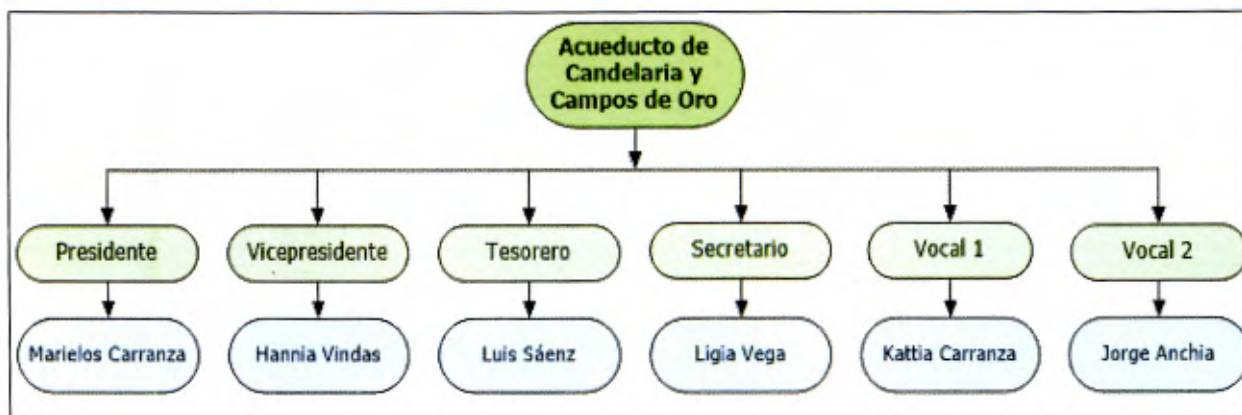 Acueducto de
Candelaria y
Campos de Oro
Presidente
Vicepresidente
Tesorero
Secretario
Vocal 1
Vocal 2
Marielos Carranza
Hannia Vindas
Luis Sáenz
Ligia Vega
Kattia Carranza
Jorge Anchia